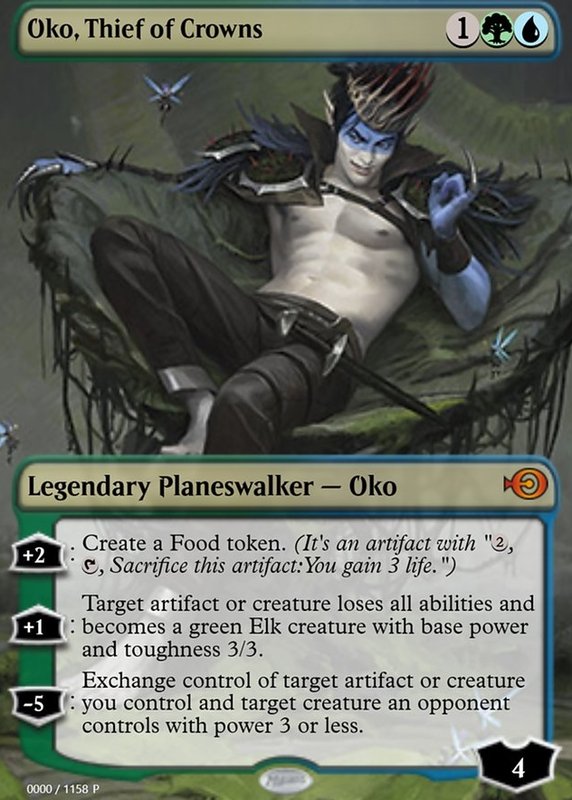 Oko, Thief of Crowns 1
Legendary Planeswalker — Oko
+2 : Create a Food token. (It's an artifact with "2,
, Sacrifice this artifact:You gain 3 life.")
Target artifact or creature loses all abilities and
+1 : becomes a green Elk creature with base power
and toughness 3/3.
Exchange control of target artifact or creature
-5 : you control and target creature an opponent
controls with power 3 or less.
4
0000 / 1158 P